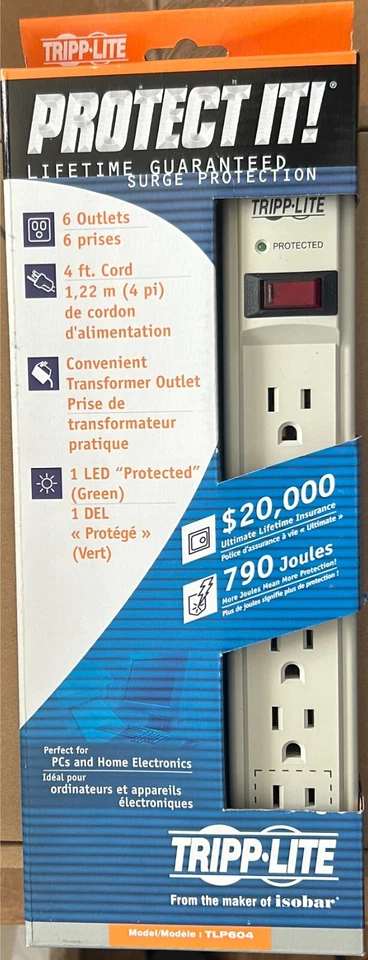 TRIPP·LITE
PROTECT IT!®
LIFETIME GUARANTEED
SURGE PROTECTION
TRIPP·LITE
PROTECTED
6 Outlets
6 prises
4 ft. Cord
1,22 m (4 pi)
de cordon
d'alimentation
Convenient
Transformer Outlet
Prise de
transformateur
pratique
1 LED “Protected”
(Green)
1 DEL
« Protégé »
(Vert)
$20,000
Ultimate Lifetime Insurance
Police d'assurance à vie « Ultimate »
790 Joules
More Joules Mean More Protection!
Plus de joules signifie plus de protection !
Perfect for
PCs and Home Electronics
Idéal pour
ordinateurs et appareils
électroniques
TRIPP·LITE
From the maker of isobar®
Model/Modèle : TLP604